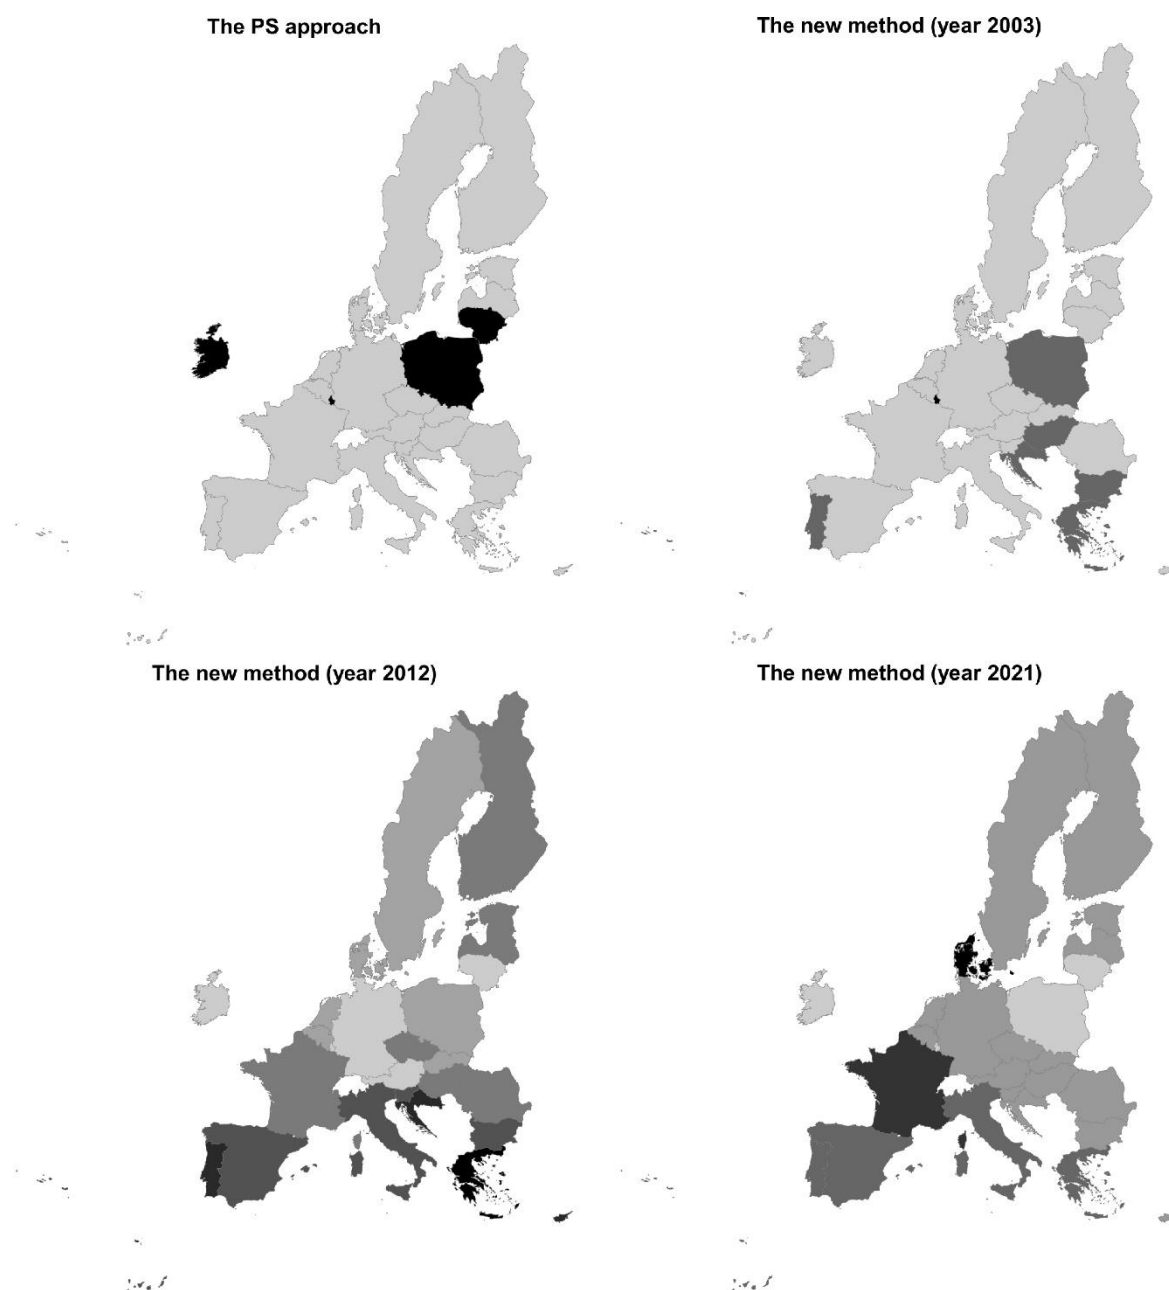 The PS approach
The new method (year 2003)
The new method (year 2012)
The new method (year 2021)